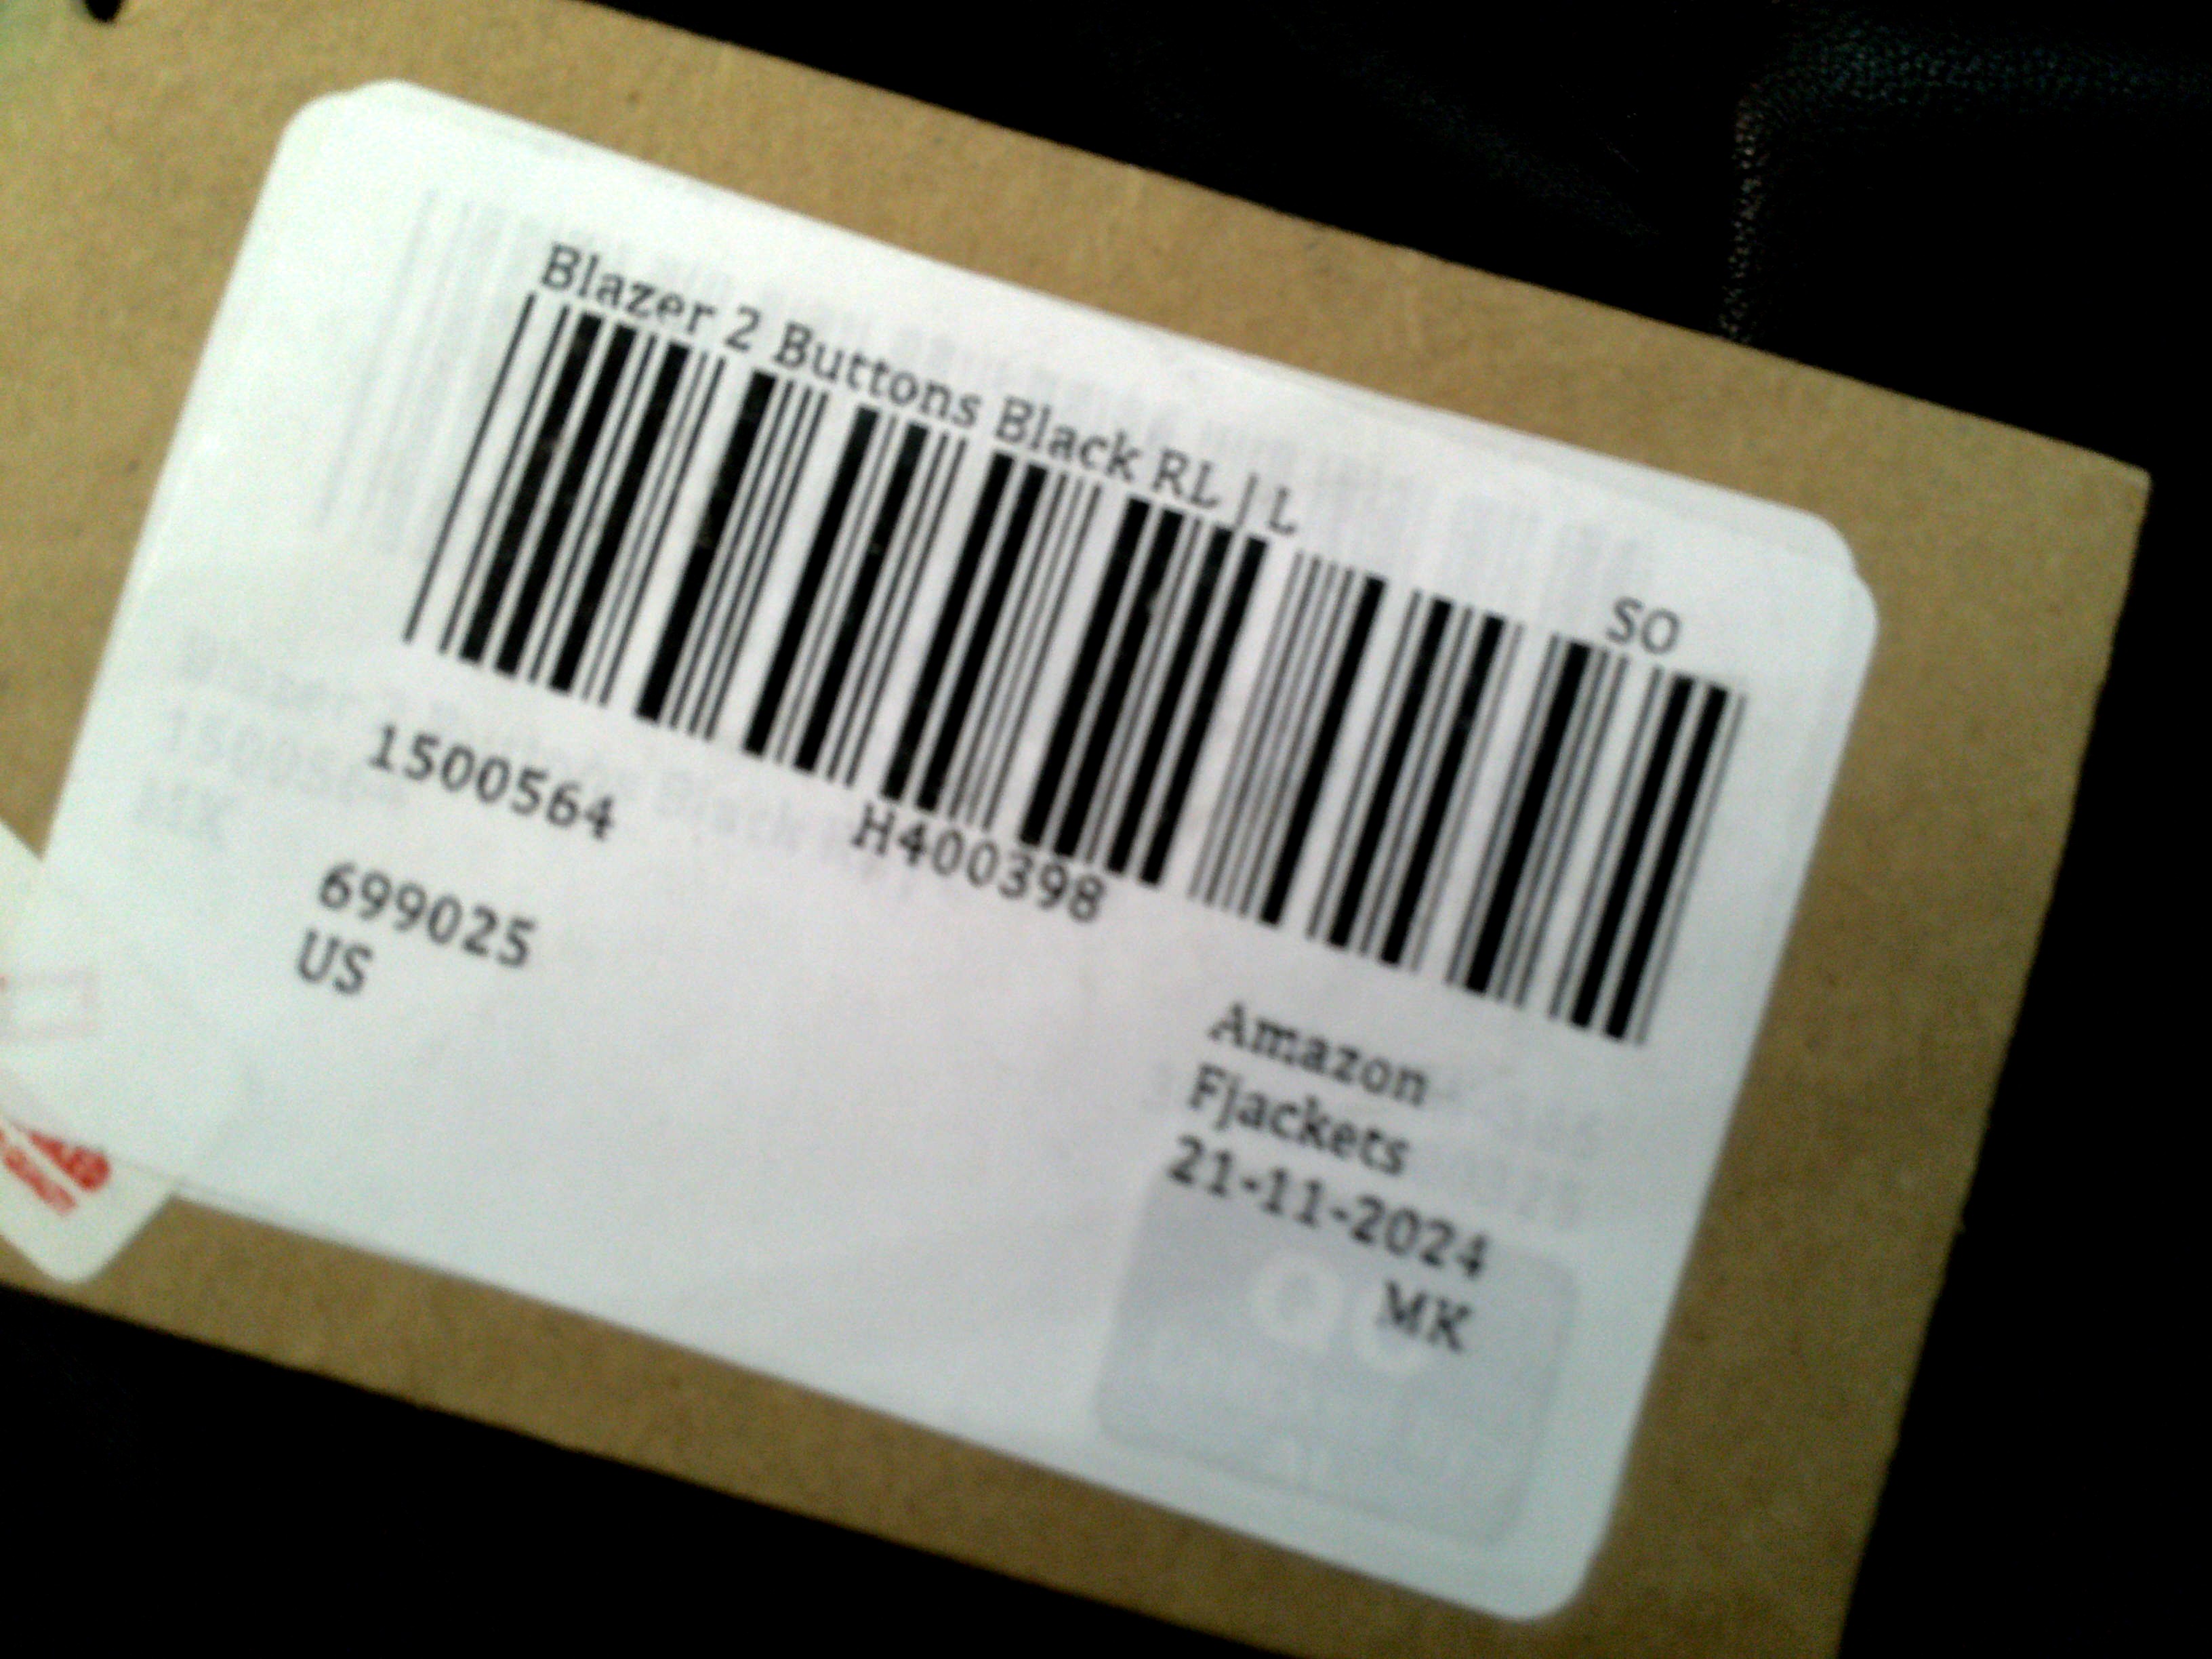 Blazer 2 Buttons Black RL | L
SO
1500564
H400398
699025
US
Amazon
Fjackets
21-11-2024
MK